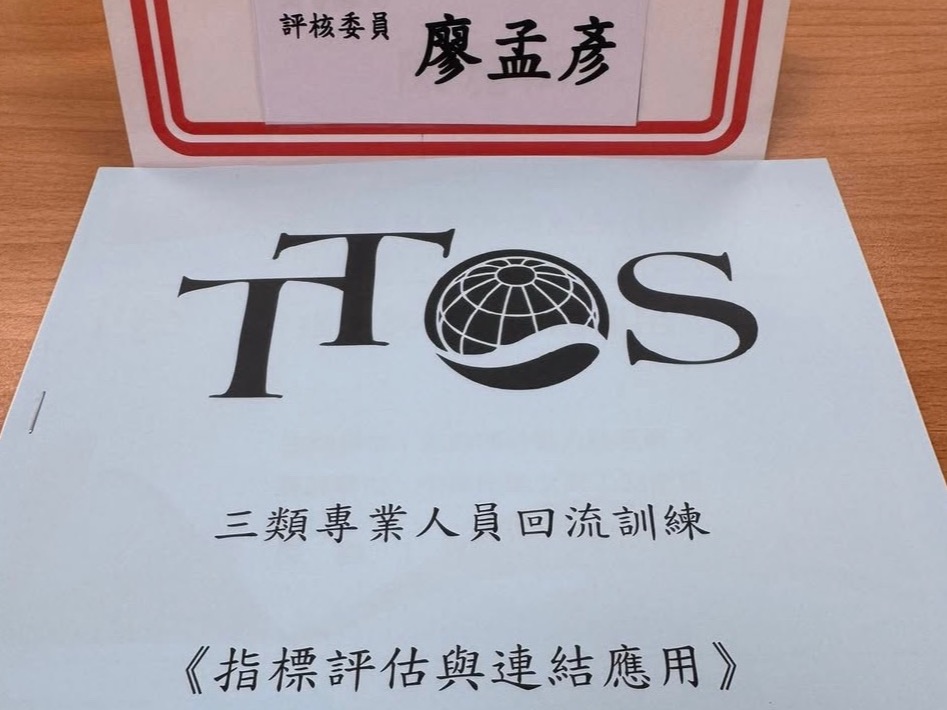 評核委員 廖孟彥
TTQS
三類專業人員回流訓練
《指標評估與連結應用》